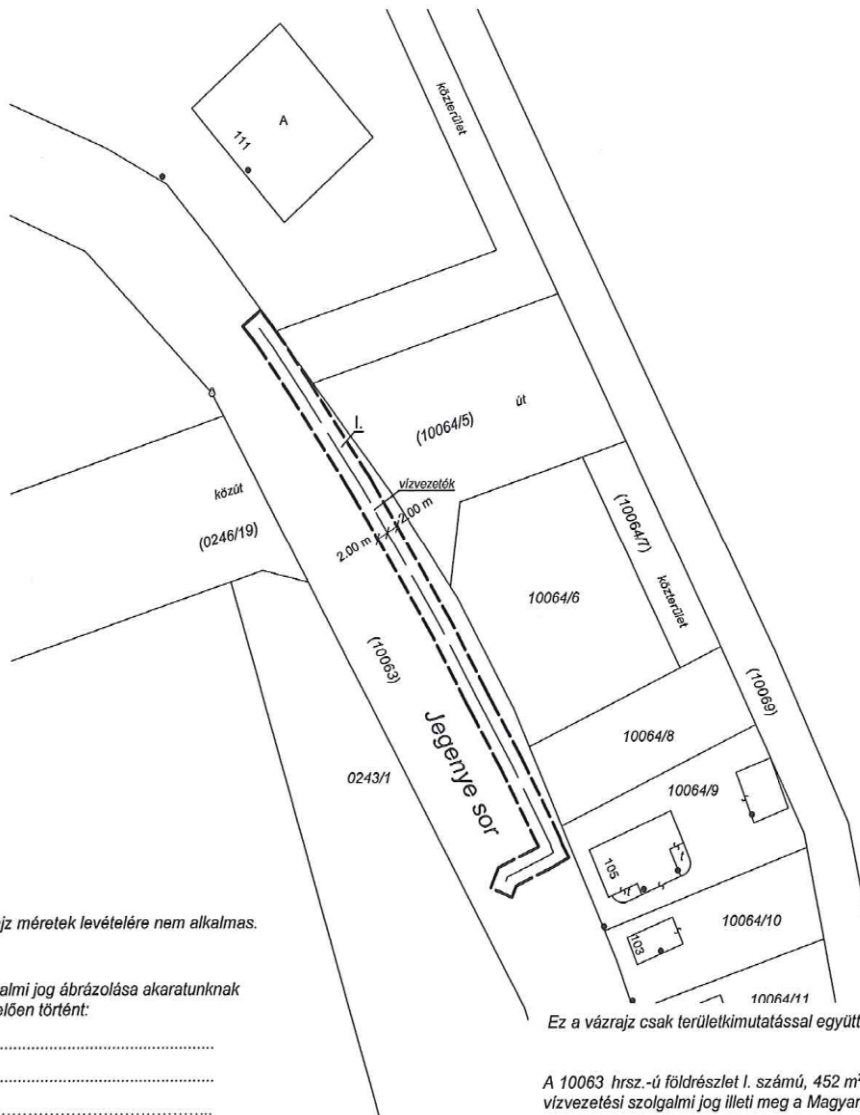 közterület
A
111
I.
(10064/5)
út
vízvezeték
2.00 m
2.00 m
közút
(0246/19)
(10064/7)
közterület
10064/6
(10063)
(10069)
Jegenye sor
10064/8
0243/1
10064/9
105
10064/10
103
10064/11
jz méretek levételére nem alkalmas.
almi jog ábrázolása akaratunknak
elően történt:
Ez a vázrajz csak területkimutatással együtt
A 10063 hrsz.-ú földrészlet I. számú, 452 m²
vízvezetési szolgalmi jog illeti meg a Magyar